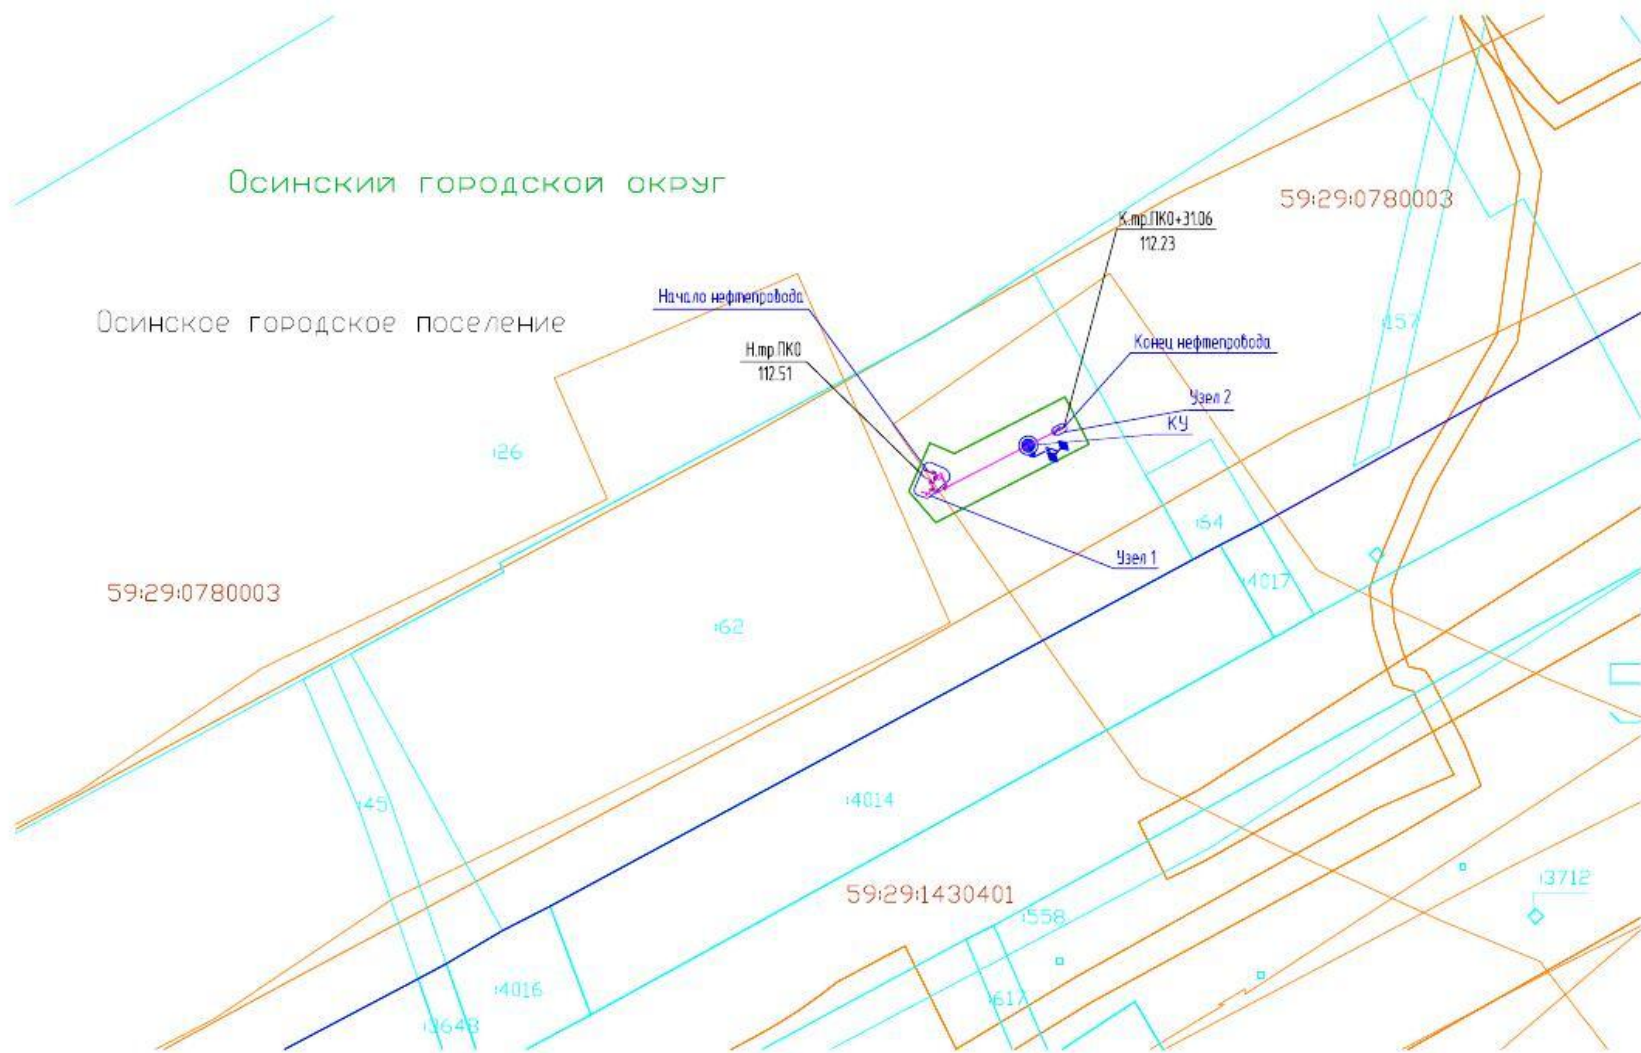 Осинский городской округ
59:29:0780003
К.тр.ПК0+31.06
112.23
Начало нефтепровода
Осинское городское поселение
:157
Конец нефтепровода
Н.тр.ПК0
112.51
Узел 2
КУ
:26
:54
Узел 1
:4017
59:29:0780003
:62
:45
:4014
59:29:1430401
:3712
:558
:4016
:617
:3648